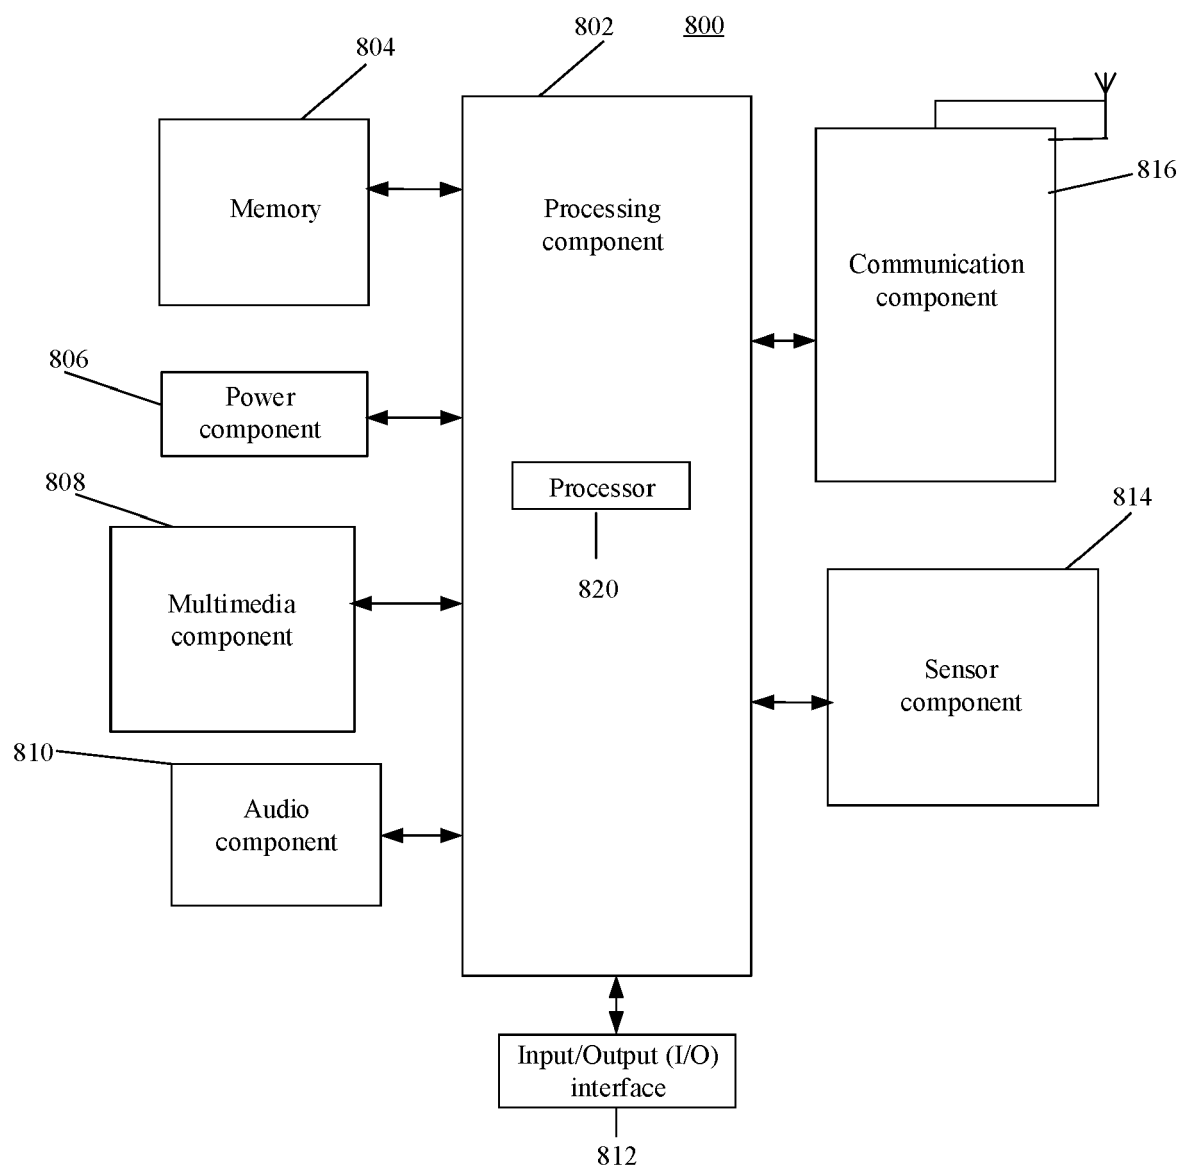 802
800
804
816
Memory
Processing
component
Communication
component
806
Power
component
808
Processor
814
820
Multimedia
component
Sensor
component
810
Audio
component
Input/Output (I/O)
interface
812